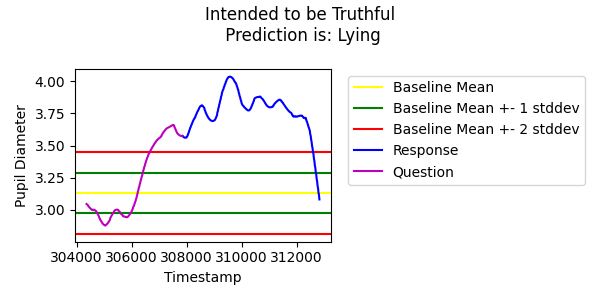 Intended to be Truthful
Prediction is: Lying
4.00
3.75
3.50
3.25
3.00
Pupil Diameter
304000 306000 308000 310000 312000
Timestamp
Baseline Mean
Baseline Mean +- 1 stddev
Baseline Mean +- 2 stddev
Response
Question